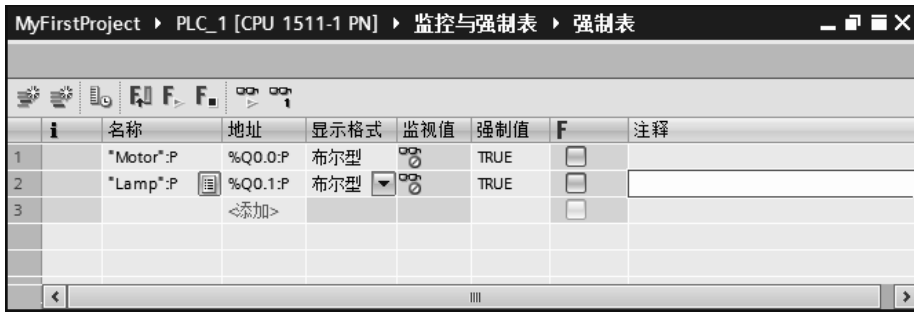 MyFirstProject ▸ PLC_1 [CPU 1511-1 PN] ▸ 监控与强制表 ▸ 强制表
i 名称 地址 显示格式 监视值 强制值 F 注释
1 "Motor":P %Q0.0:P 布尔型 TRUE
2 "Lamp":P %Q0.1:P 布尔型 TRUE
3 <添加>